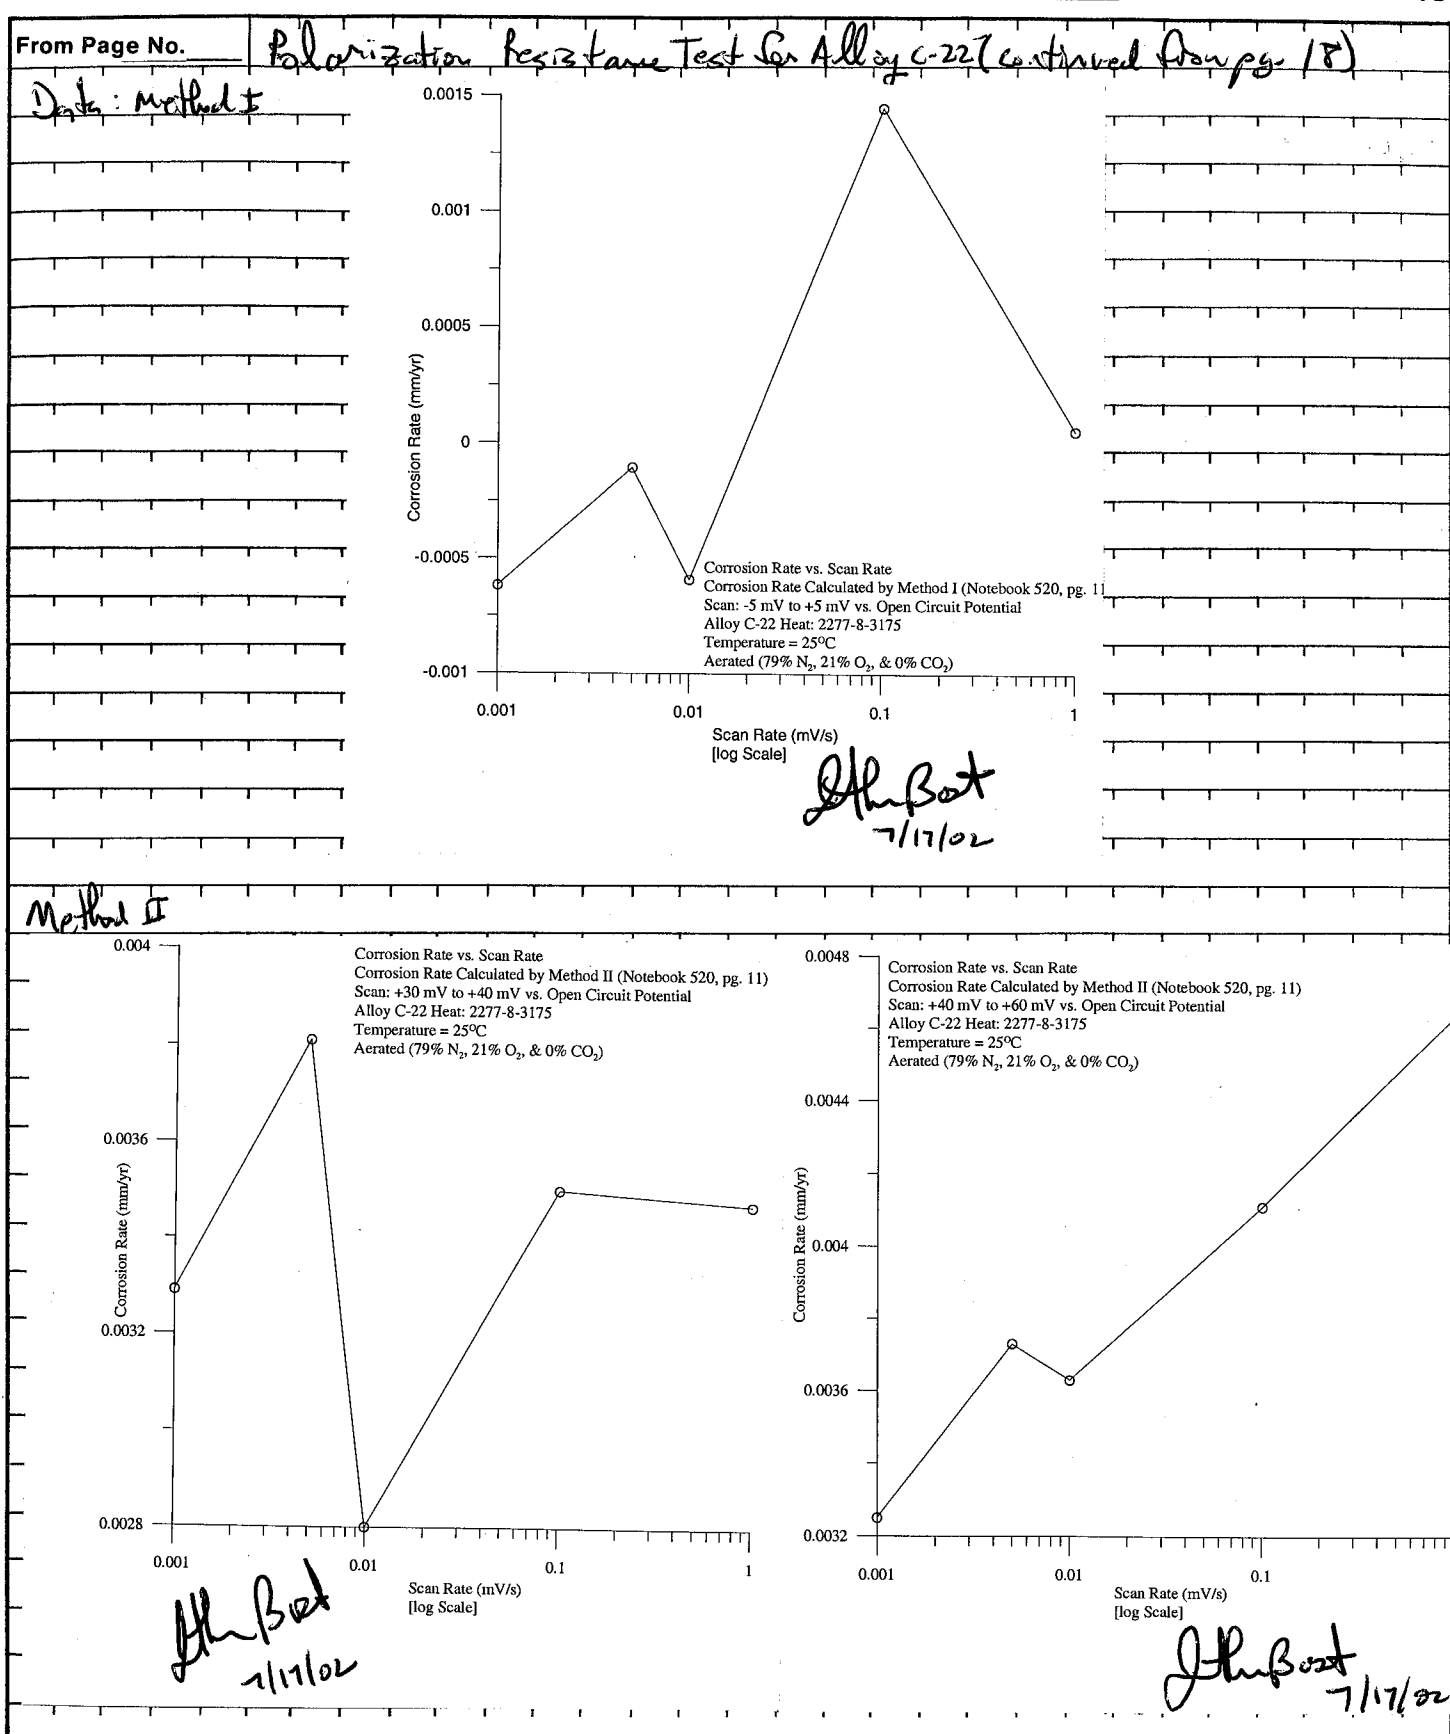 From Page No.
Polarization Resistance Test for Alloy C-22 (continued from pg. 18)
Data: Method I
0.0015
0.001
0.0005
0
-0.0005
-0.001
Corrosion Rate (mm/yr)
Corrosion Rate vs. Scan Rate
Corrosion Rate Calculated by Method I (Notebook 520, pg. 11
Scan: -5 mV to +5 mV vs. Open Circuit Potential
Alloy C-22 Heat: 2277-8-3175
Temperature = 25°C
Aerated (79% N₂, 21% O₂, & 0% CO₂)
0.001 0.01 0.1 1
Scan Rate (mV/s)
[log Scale]
7/17/02
Method II
0.004
0.0036
0.0032
0.0028
Corrosion Rate (mm/yr)
Corrosion Rate vs. Scan Rate
Corrosion Rate Calculated by Method II (Notebook 520, pg. 11)
Scan: +30 mV to +40 mV vs. Open Circuit Potential
Alloy C-22 Heat: 2277-8-3175
Temperature = 25°C
Aerated (79% N₂, 21% O₂, & 0% CO₂)
0.001 0.01 0.1 1
Scan Rate (mV/s)
[log Scale]
7/17/02
0.0048
0.0044
0.004
0.0036
0.0032
Corrosion Rate (mm/yr)
Corrosion Rate vs. Scan Rate
Corrosion Rate Calculated by Method II (Notebook 520, pg. 11)
Scan: +40 mV to +60 mV vs. Open Circuit Potential
Alloy C-22 Heat: 2277-8-3175
Temperature = 25°C
Aerated (79% N₂, 21% O₂, & 0% CO₂)
0.001 0.01 0.1
Scan Rate (mV/s)
[log Scale]
7/17/02